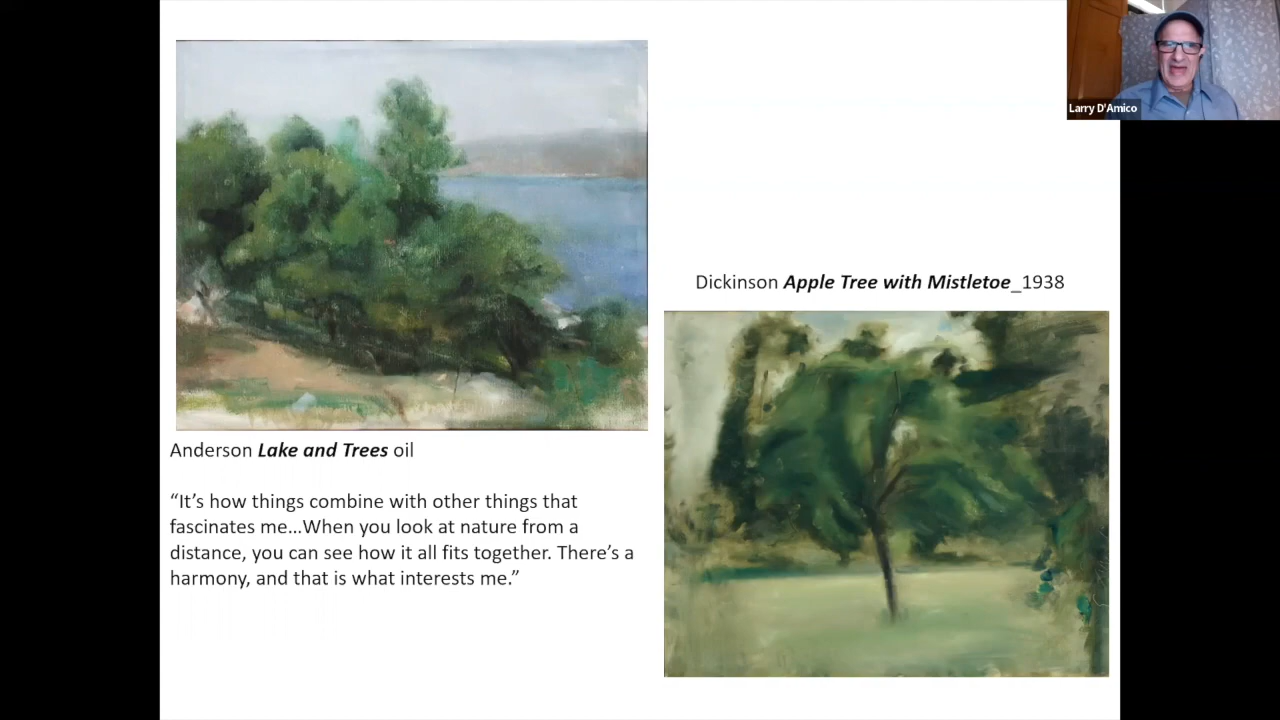 Larry D'Amico
Dickinson Apple Tree with Mistletoe_1938
Anderson Lake and Trees oil
“It’s how things combine with other things that
fascinates me…When you look at nature from a
distance, you can see how it all fits together. There’s a
harmony, and that is what interests me.”